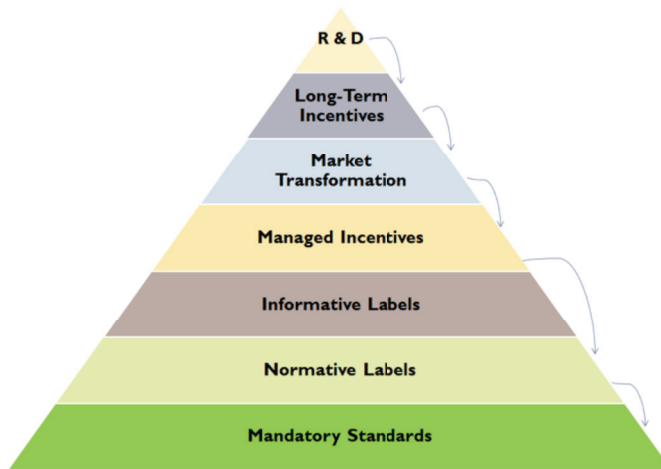 R & D
Long-Term
Incentives
Market
Transformation
Managed Incentives
Informative Labels
Normative Labels
Mandatory Standards